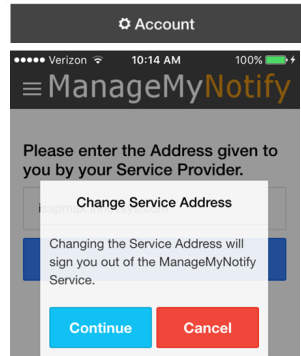 Account
Verizon 10:14 AM 100%
ManageMyNotify
Please enter the Address given to
you by your Service Provider.
Change Service Address
Changing the Service Address will
sign you out of the ManageMyNotify
Service.
Continue Cancel